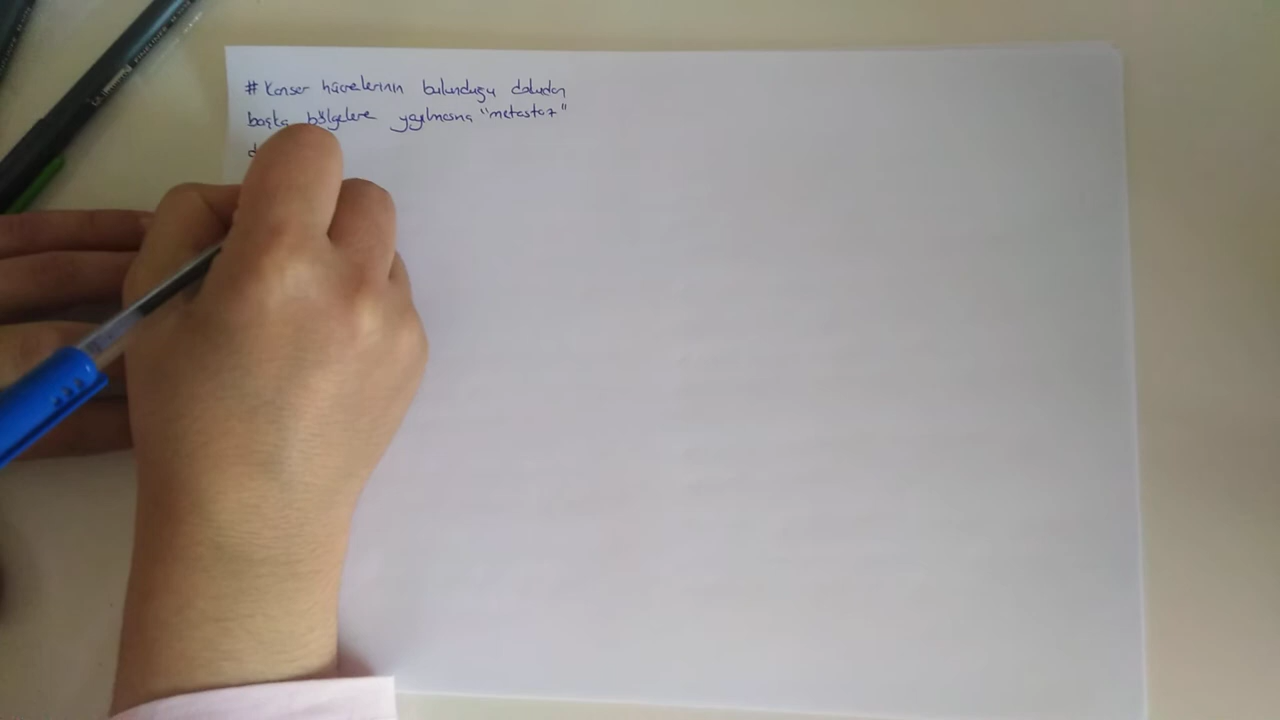 # Kanser hücrelerinin bulunduğu dokudan
başka bölgelere yayılmasına "metastaz"